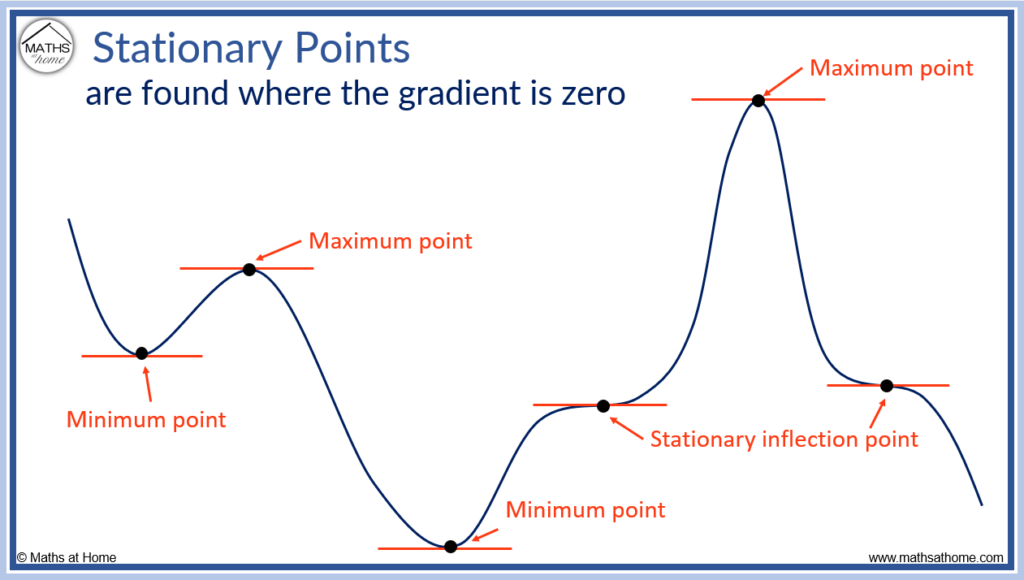 MATHS
at home
Stationary Points
are found where the gradient is zero
Maximum point
Maximum point
Minimum point
Stationary inflection point
Minimum point
© Maths at Home
www.mathsathome.com